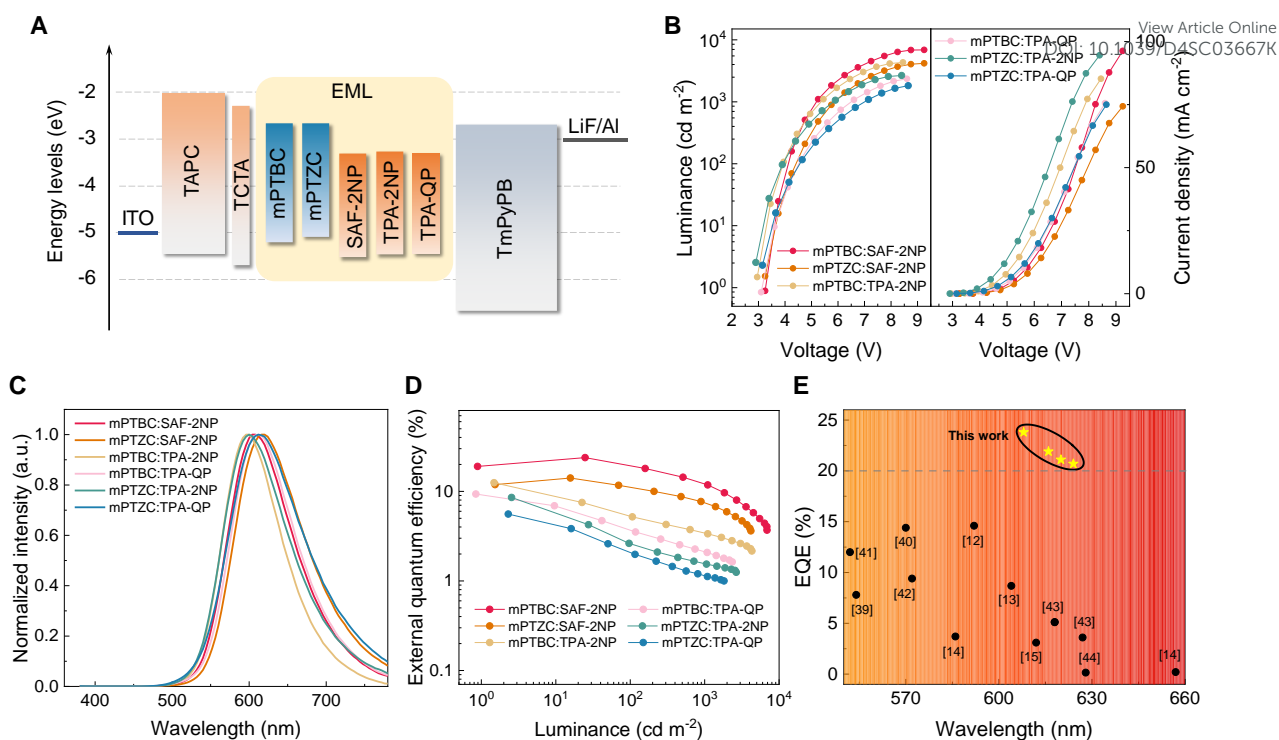 View Article Online
DOI: 10.1039/D4SC03667K
A
Energy levels (eV)
-2
-3
-4
-5
-6
ITO
TAPC
TCTA
EML
mPTBC
mPTZC
SAF-2NP
TPA-2NP
TPA-QP
TmPyPB
LiF/Al
B
Luminance (cd m⁻²)
10⁴
10³
10²
10¹
10⁰
mPTBC:SAF-2NP
mPTZC:SAF-2NP
mPTBC:TPA-2NP
2 3 4 5 6 7 8 9
Voltage (V)
mPTBC:TPA-QP
mPTZC:TPA-2NP
mPTZC:TPA-QP
100
50
0
Current density (mA cm⁻²)
3 4 5 6 7 8 9
Voltage (V)
C
Normalized intensity (a.u.)
1.0
0.8
0.6
0.4
0.2
0.0
mPTBC:SAF-2NP
mPTZC:SAF-2NP
mPTBC:TPA-2NP
mPTBC:TPA-QP
mPTZC:TPA-2NP
mPTZC:TPA-QP
400 500 600 700
Wavelength (nm)
D
External quantum efficiency (%)
10
1
0.1
mPTBC:SAF-2NP mPTBC:TPA-QP
mPTZC:SAF-2NP mPTZC:TPA-2NP
mPTBC:TPA-2NP mPTZC:TPA-QP
10⁰ 10¹ 10² 10³ 10⁴
Luminance (cd m⁻²)
E
EQE (%)
25
20
15
10
5
0
This work
[41]
[40]
[12]
[39]
[42]
[13]
[14]
[15]
[43]
[43]
[44]
[14]
570 600 630 660
Wavelength (nm)